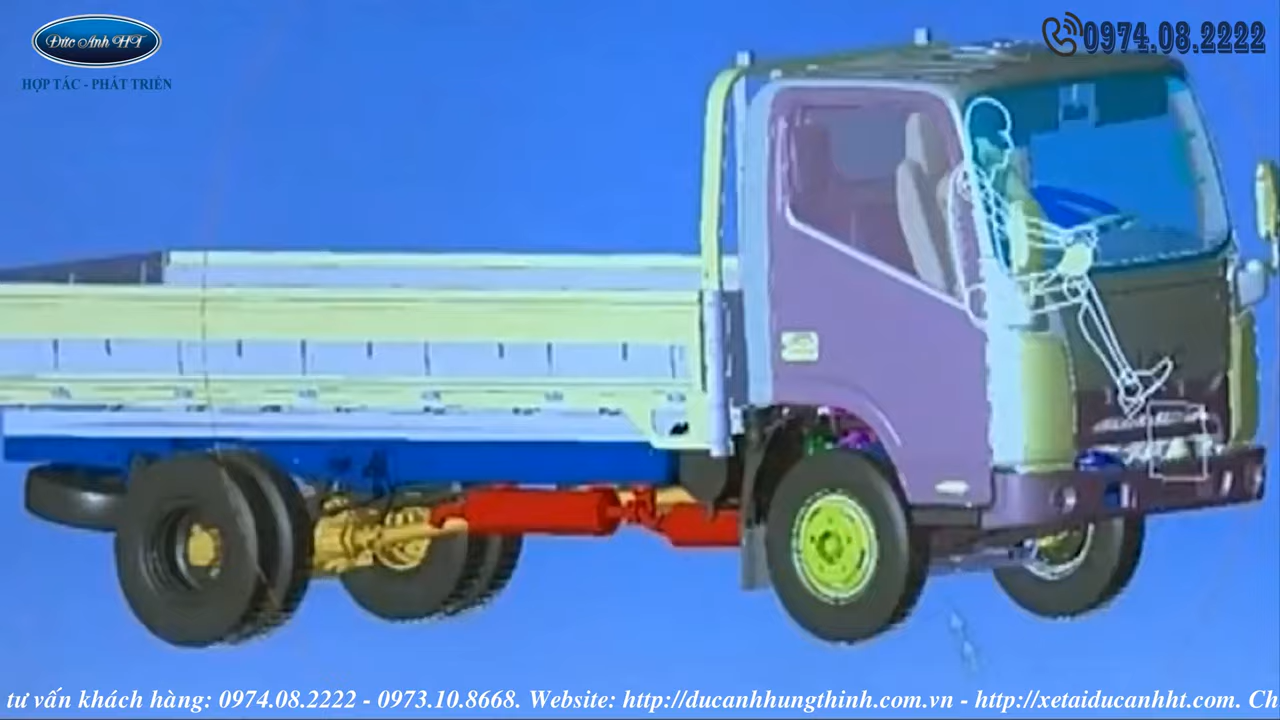 Đức Anh HT
HỢP TÁC - PHÁT TRIỂN
0974.08.2222
tư vấn khách hàng: 0974.08.2222 - 0973.10.8668. Website: http://ducanhhungthinh.com.vn - http://xetaiducanhht.com. Ch